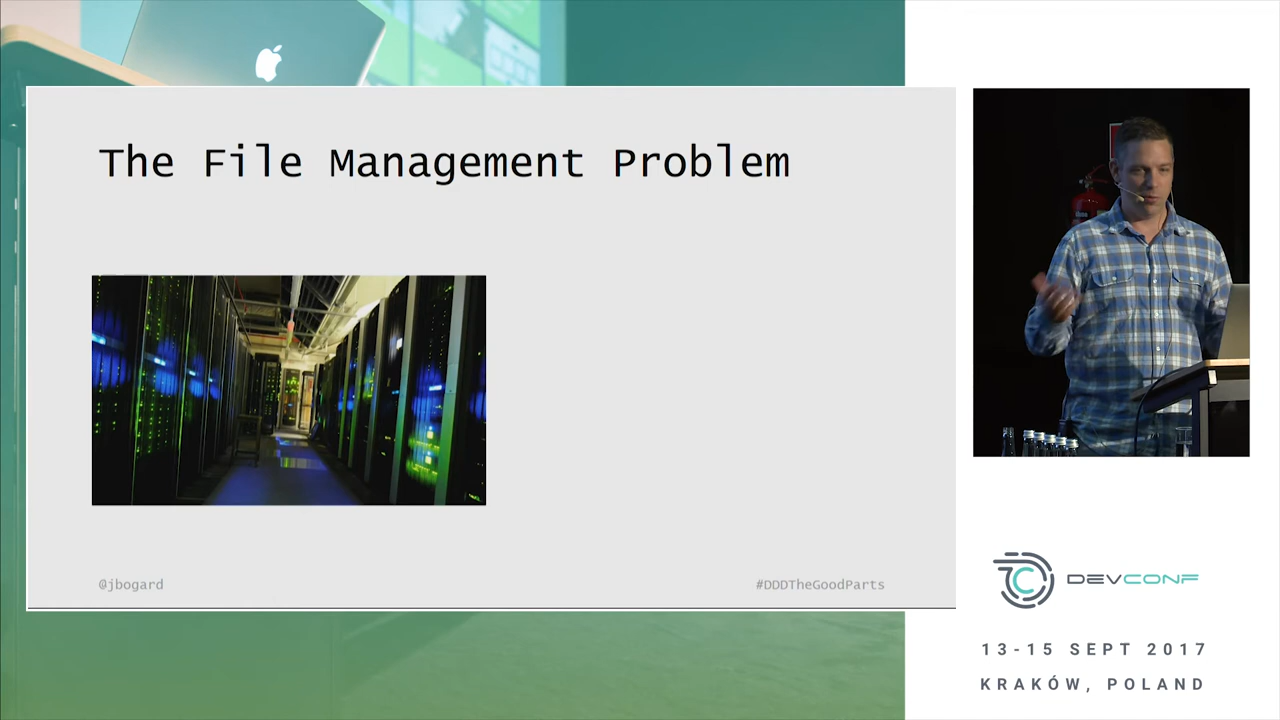 The File Management Problem
@jbogard
#DDDTheGoodParts
DEVCONF
13-15 SEPT 2017
KRAKÓW, POLAND